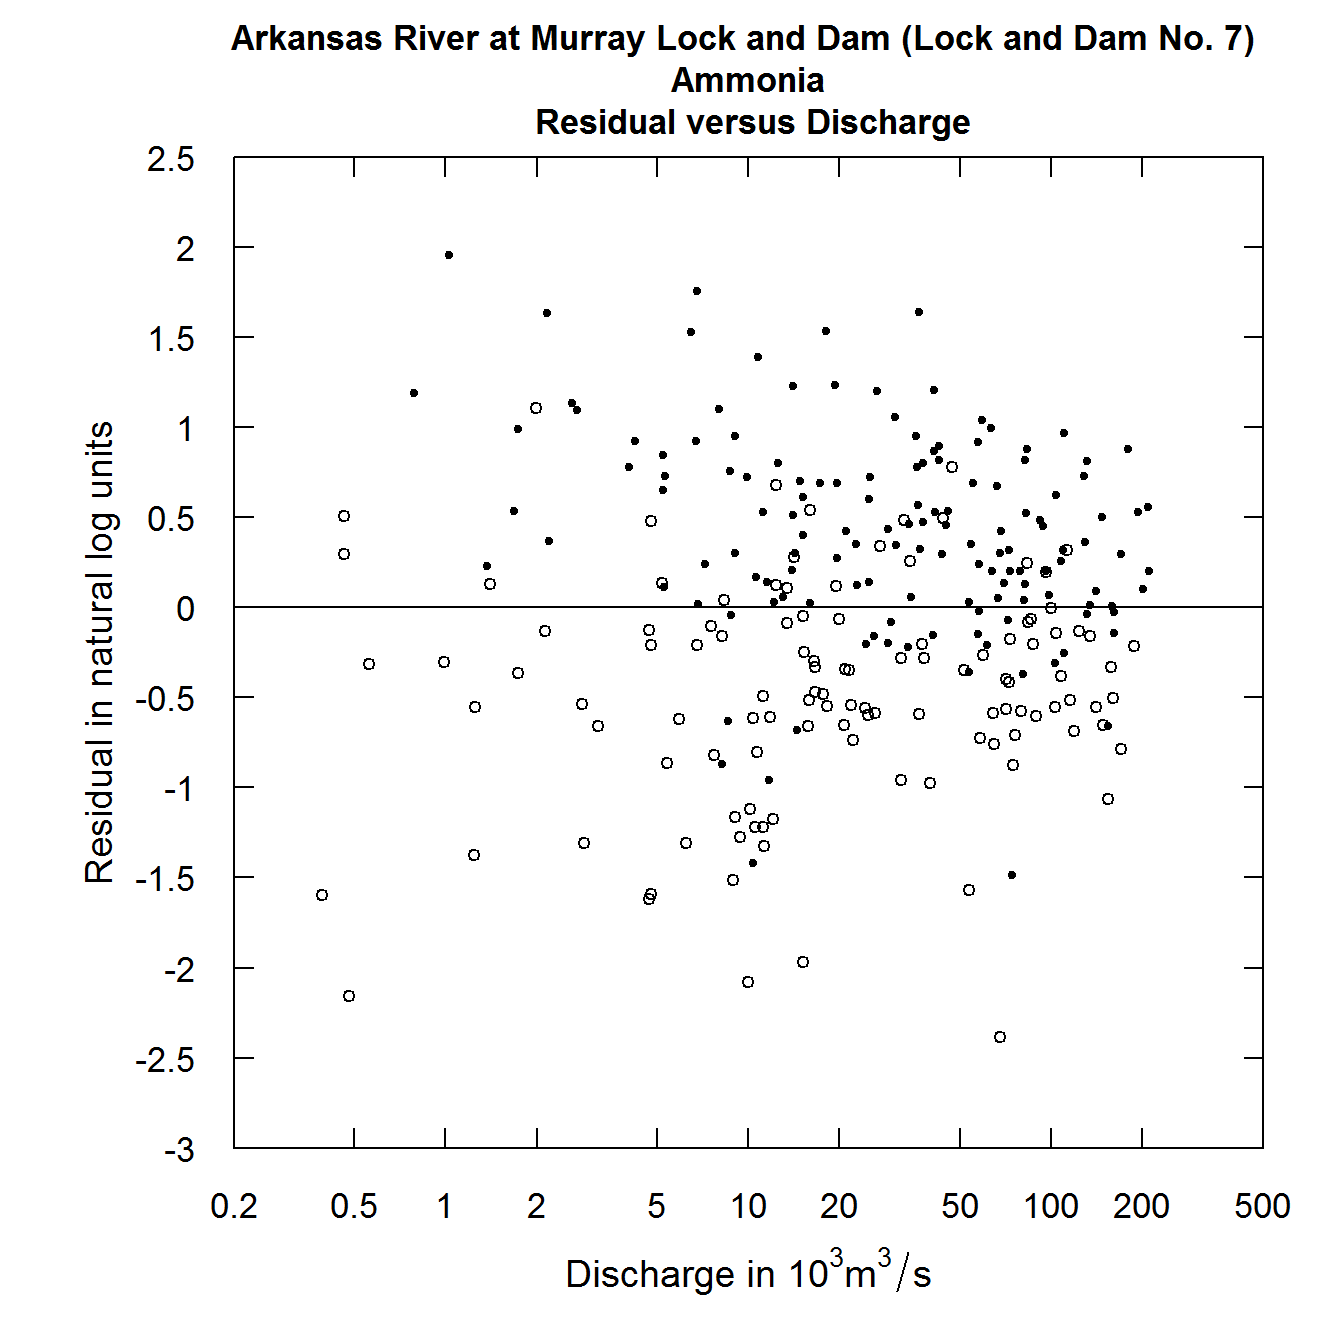 Arkansas River at Murray Lock and Dam (Lock and Dam No. 7)
Ammonia
Residual versus Discharge
2.5
2
1.5
1
0.5
0
-0.5
-1
-1.5
-2
-2.5
-3
Residual in natural log units
0.2 0.5 1 2 5 10 20 50 100 200 500
Discharge in 10³m³/s